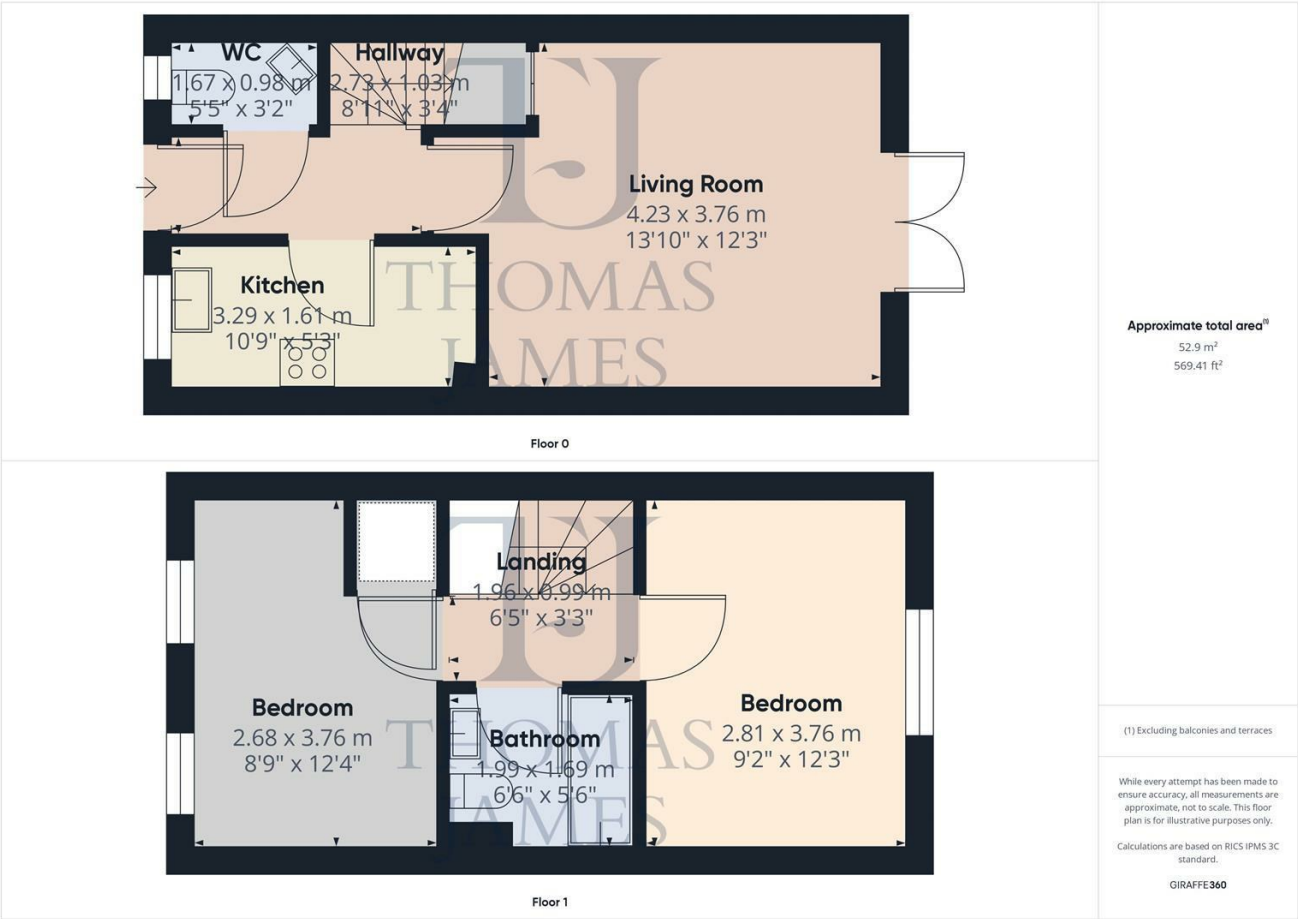 WC
1.67 x 0.98 m
5'5" x 3'2"
Hallway
2.73 x 1.03 m
8'11" x 3'4"
Living Room
4.23 x 3.76 m
13'10" x 12'3"
Kitchen
3.29 x 1.61 m
10'9" x 5'3"
TJ
THOMAS
JAMES
Floor 0
Landing
1.96 x 0.99 m
6'5" x 3'3"
Bedroom
2.68 x 3.76 m
8'9" x 12'4"
Bathroom
1.99 x 1.69 m
6'6" x 5'6"
Bedroom
2.81 x 3.76 m
9'2" x 12'3"
TJ
THOMAS
JAMES
Floor 1
Approximate total area(1)
52.9 m²
569.41 ft²
(1) Excluding balconies and terraces
While every attempt has been made to
ensure accuracy, all measurements are
approximate, not to scale. This floor
plan is for illustrative purposes only.
Calculations are based on RICS IPMS 3C
standard.
GIRAFFE360